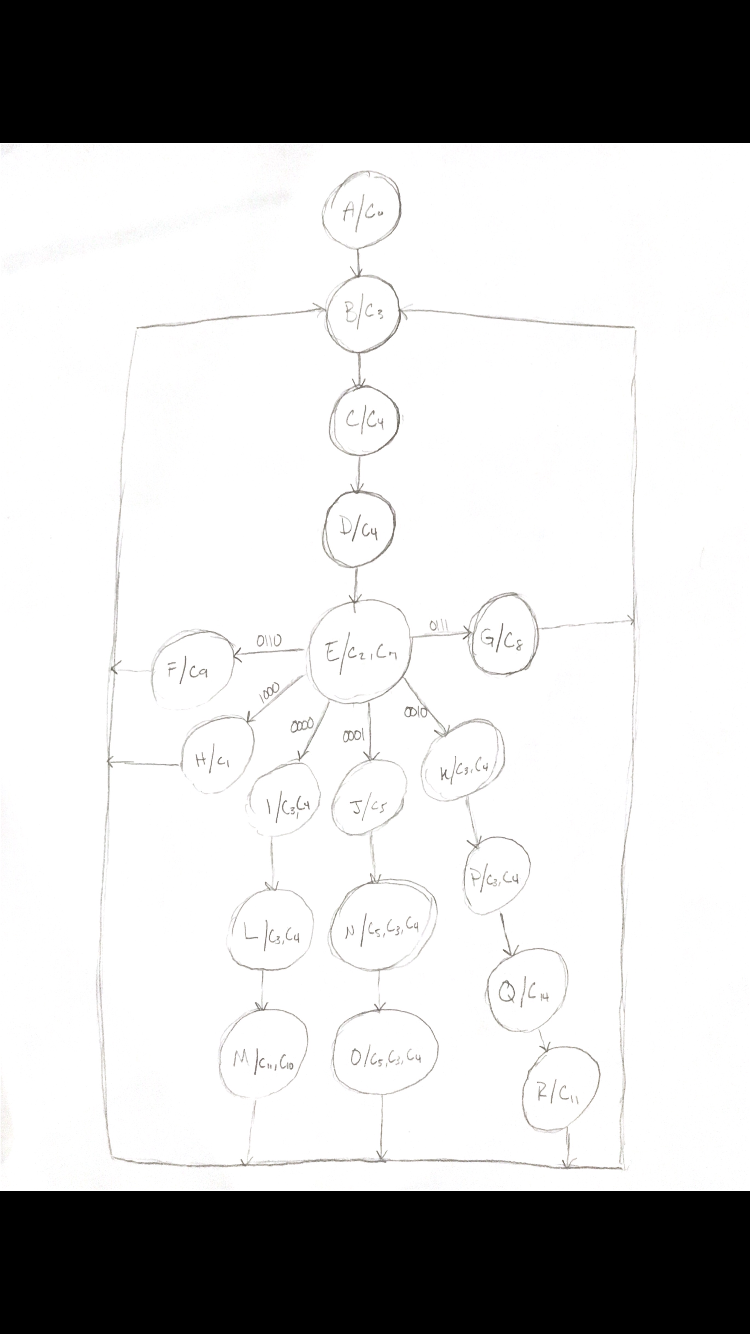 A/C₀
B/C₃
C/C₄
D/C₄
E/C₂,C₇
0110
0111
F/C9
G/C₈
1000
0000
0001
0010
H/C₁
I/C₃,C₄
J/C₅
K/C₃,C₄
P/C₃,C₄
L/C₃,C₄
N/C₅,C₃,C₄
Q/C₁₄
M/C₁₁,C₁₀
O/C₅,C₃,C₄
R/C₁₁